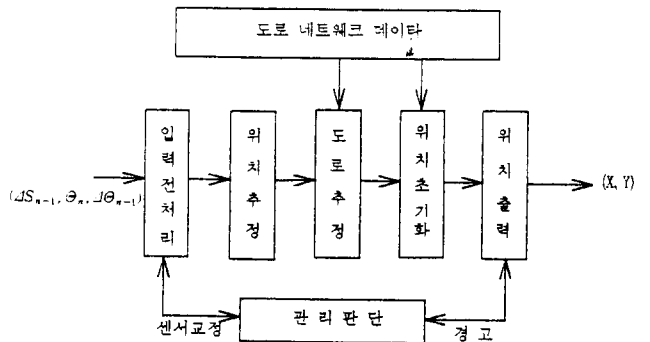 도로 네트워크 데이타
입력전처리
위치추정
도로추정
위치초기화
위치출력
(ΔS_{n-1}, Θ_n, ΔΘ_{n-1})
(X, Y)
센서교정
관리판단
경고